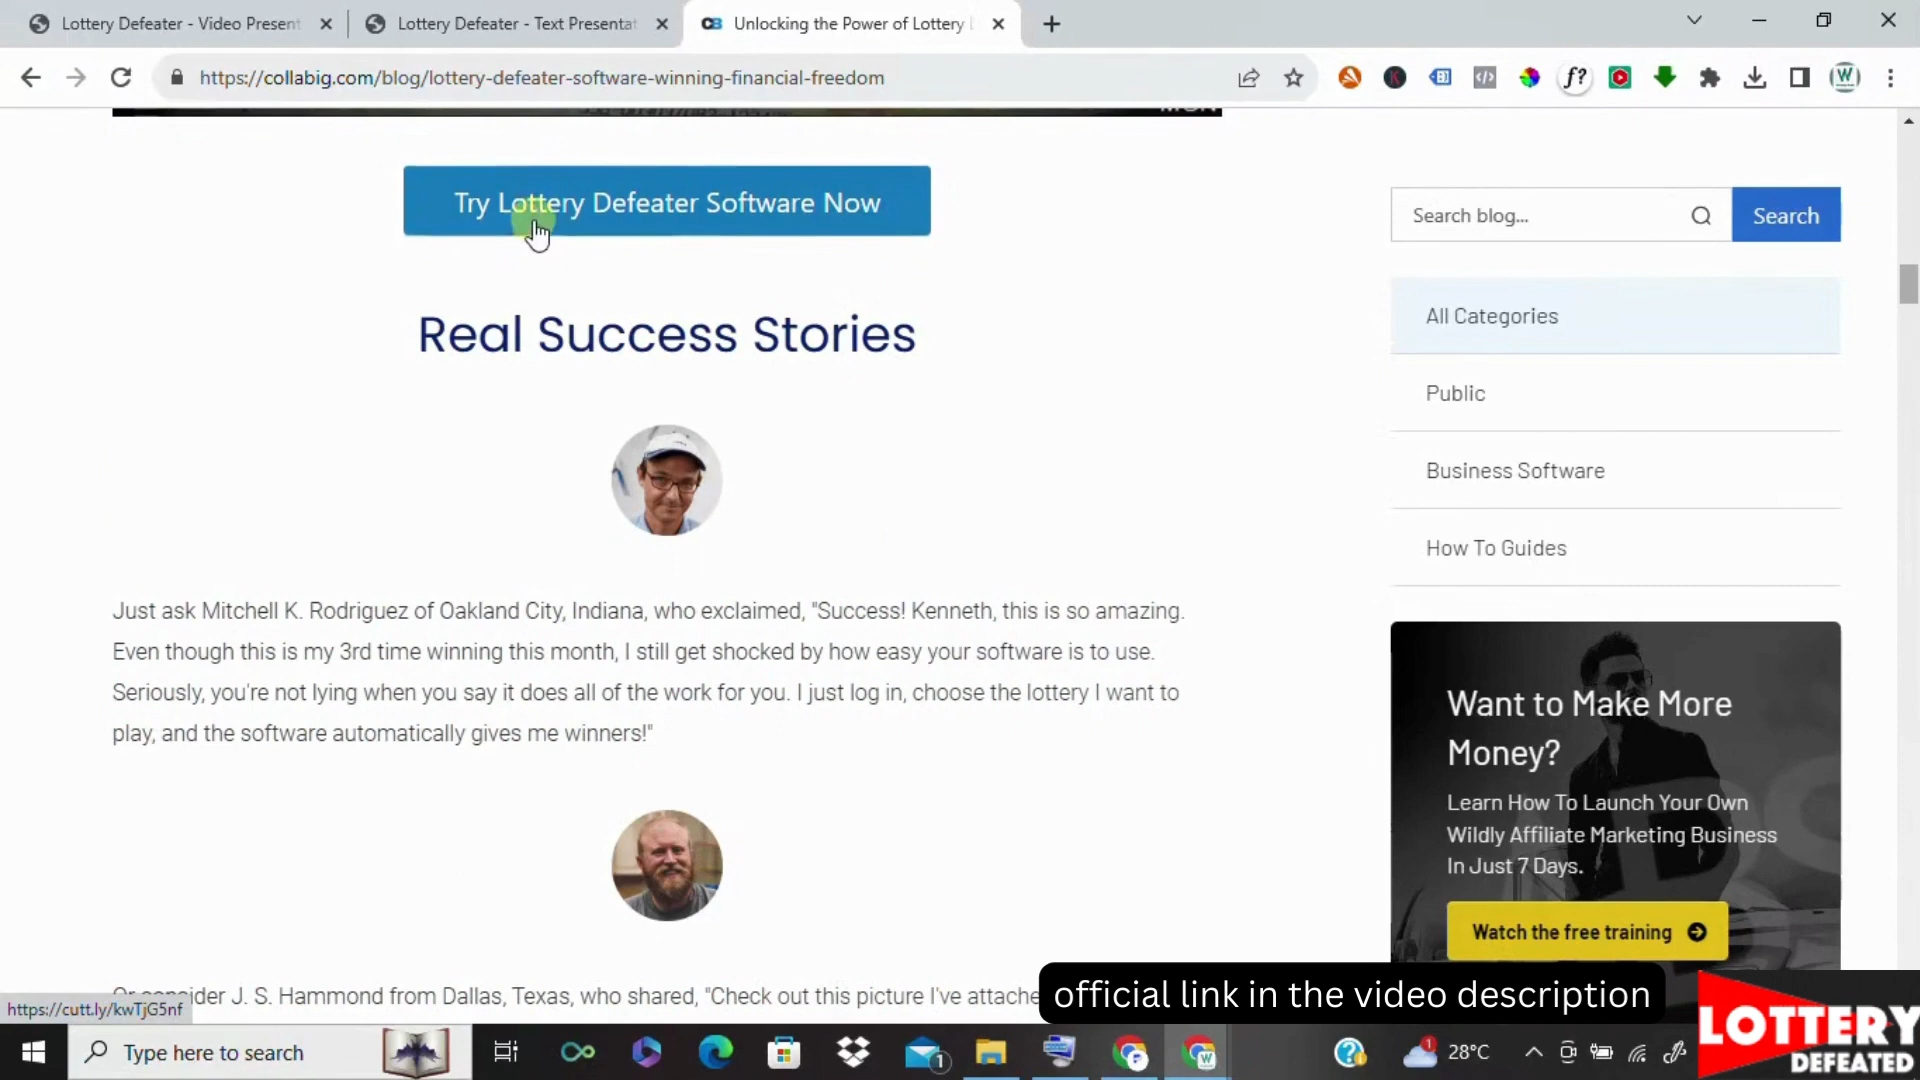 Lottery Defeater - Video Present
Lottery Defeater - Text Presentat
CB Unlocking the Power of Lottery
https://collabig.com/blog/lottery-defeater-software-winning-financial-freedom
Try Lottery Defeater Software Now
Search blog...
Search
Real Success Stories
All Categories
Public
Business Software
How To Guides
Just ask Mitchell K. Rodriguez of Oakland City, Indiana, who exclaimed, "Success! Kenneth, this is so amazing.
Even though this is my 3rd time winning this month, I still get shocked by how easy your software is to use.
Seriously, you're not lying when you say it does all of the work for you. I just log in, choose the lottery I want to
play, and the software automatically gives me winners!"
Want to Make More
Money?
Learn How To Launch Your Own
Wildly Affiliate Marketing Business
In Just 7 Days.
Watch the free training
Or consider J. S. Hammond from Dallas, Texas, who shared, "Check out this picture I've attache
official link in the video description
https://cutt.ly/kwTjG5nf
Type here to search
1
1
28°C
LOTTERY
DEFEATED